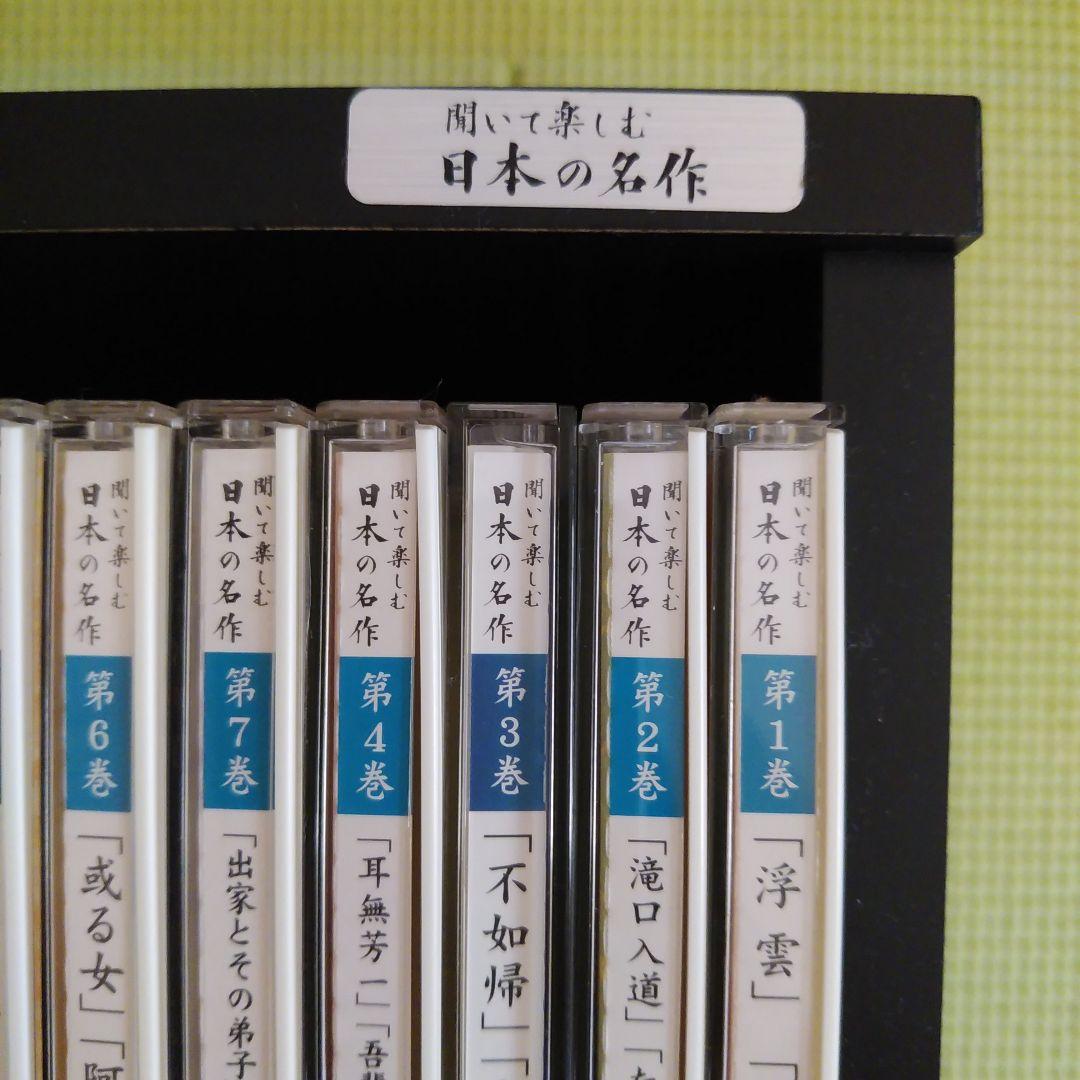 聞いて楽しむ
日本の名作
聞いて楽しむ
日本の名作
第1巻
「浮雲」「
聞いて楽しむ
日本の名作
第2巻
「滝口入道」「た
聞いて楽しむ
日本の名作
第3巻
「不如帰」「
聞いて楽しむ
日本の名作
第4巻
「耳無芳一」「吾輩
聞いて楽しむ
日本の名作
第7巻
「出家とその弟子
聞いて楽しむ
日本の名作
第6巻
「或る女」「阿